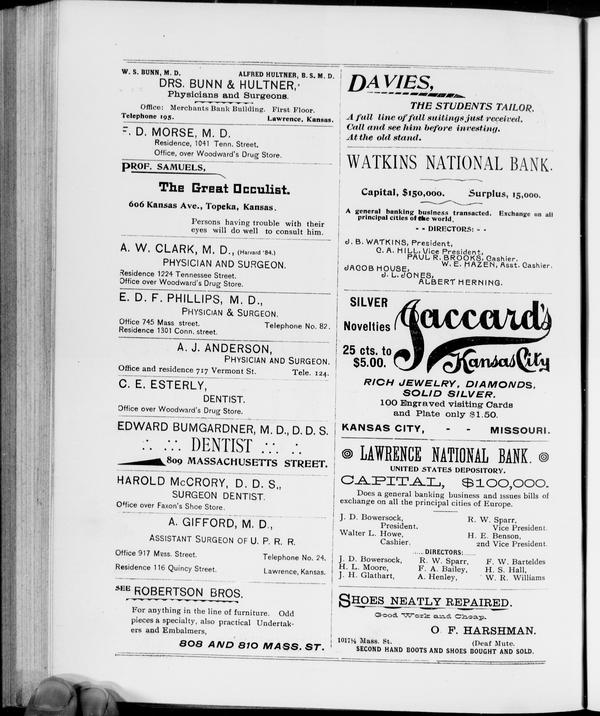 W. S. BUNN, M. D. ALFRED HULTNER, B. S. M. D.
DRS. BUNN & HULTNER,
Physicians and Surgeons.
Office: Merchants Bank Building. First Floor.
Telephone 195. Lawrence, Kansas.
F. D. MORSE, M. D.
Residence, 1041 Tenn. Street.
Office, over Woodward's Drug Store.
PROF. SAMUELS,
The Great Occulist.
606 Kansas Ave., Topeka, Kansas.
Persons having trouble with their
eyes will do well to consult him.
A. W. CLARK, M. D., (Harvard '84.)
PHYSICIAN AND SURGEON.
Residence 1224 Tennessee Street.
Office over Woodward's Drug Store.
E. D. F. PHILLIPS, M. D.,
PHYSICIAN & SURGEON.
Office 745 Mass street. Telephone No. 82.
Residence 1301 Conn. street.
A. J. ANDERSON,
PHYSICIAN AND SURGEON.
Office and residence 717 Vermont St. Tele. 124.
C. E. ESTERLY,
DENTIST.
Office over Woodward's Drug Store.
EDWARD BUMGARDNER, M. D., D. D. S.
DENTIST
809 MASSACHUSETTS STREET.
HAROLD McCRORY, D. D. S.,
SURGEON DENTIST.
Office over Faxon's Shoe Store.
A. GIFFORD, M. D.,
ASSISTANT SURGEON OF U. P. R. R.
Office 917 Mess. Street. Telephone No. 24.
Residence 116 Quincy Street. Lawrence, Kansas.
SEE ROBERTSON BROS.
For anything in the line of furniture. Odd
pieces a specialty, also practical Undertak-
ers and Embalmers,
808 AND 810 MASS. ST.
DAVIES,
THE STUDENTS TAILOR.
A full line of full suitings just received.
Call and see him before investing.
At the old stand.
WATKINS NATIONAL BANK.
Capital, $150,000. Surplus, 15,000.
A general banking business transacted. Exchange on all
principal cities of the world.
- - DIRECTORS: - -
J. B. WATKINS, President,
C. A. HILL, Vice President,
PAUL R. BROOKS, Cashier.
W. E. HAZEN, Asst. Cashier.
JACOB HOUSE,
J. L. JONES,
ALBERT HERNING.
SILVER
Novelties
25 cts. to
$5.00.
Jaccard's
Kansas City
RICH JEWELRY, DIAMONDS,
SOLID SILVER.
100 Engraved visiting Cards
and Plate only $1.50.
KANSAS CITY, - - MISSOURI.
LAWRENCE NATIONAL BANK.
UNITED STATES DEPOSITORY.
CAPITAL, $100,000.
Does a general banking business and issues bills of
exchange on all the principal cities of Europe.
J. D. Bowersock, R. W. Sparr,
President. Vice President.
Walter L. Howe, H. E. Benson,
Cashier. 2nd Vice President.
.....DIRECTORS:.....
J. D. Bowersock, R. W. Sparr, F. W. Barteldes
H. L. Moore, F. A. Bailey, H. S. Hall,
J. H. Glathart, A. Henley, W. R. Williams
SHOES NEATLY REPAIRED.
Good Work and Cheap.
O F. HARSHMAN.
1017½ Mass. St. (Deaf Mute.
SECOND HAND BOOTS AND SHOES BOUGHT AND SOLD.